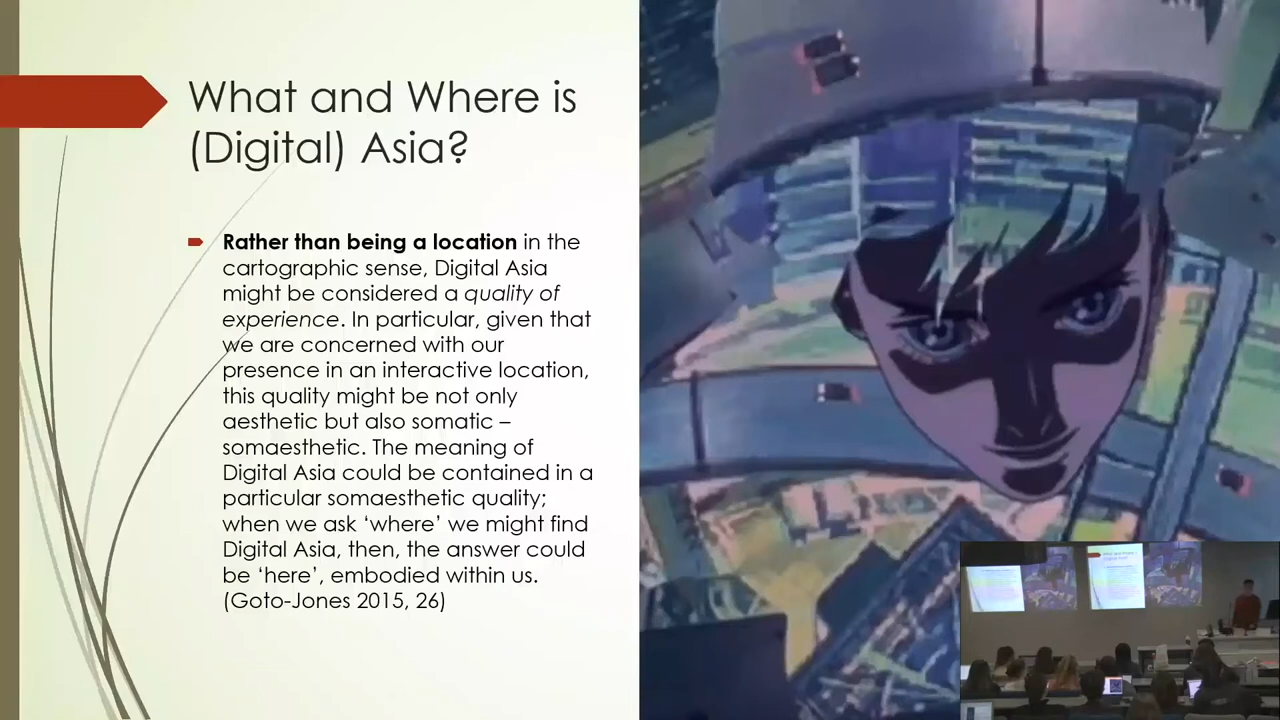 What and Where is
(Digital) Asia?
Rather than being a location in the
cartographic sense, Digital Asia
might be considered a quality of
experience. In particular, given that
we are concerned with our
presence in an interactive location,
this quality might be not only
aesthetic but also somatic –
somaesthetic. The meaning of
Digital Asia could be contained in a
particular somaesthetic quality;
when we ask ‘where’ we might find
Digital Asia, then, the answer could
be ‘here’, embodied within us.
(Goto-Jones 2015, 26)